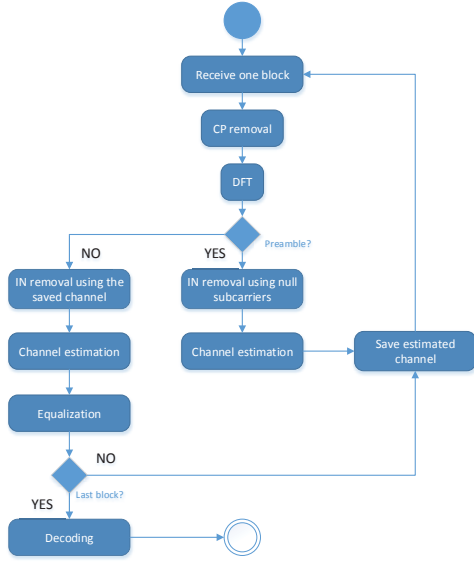 Receive one block
CP removal
DFT
Preamble?
NO
YES
IN removal using the
saved channel
IN removal using null
subcarriers
Channel estimation
Channel estimation
Save estimated
channel
Equalization
NO
Last block?
YES
Decoding